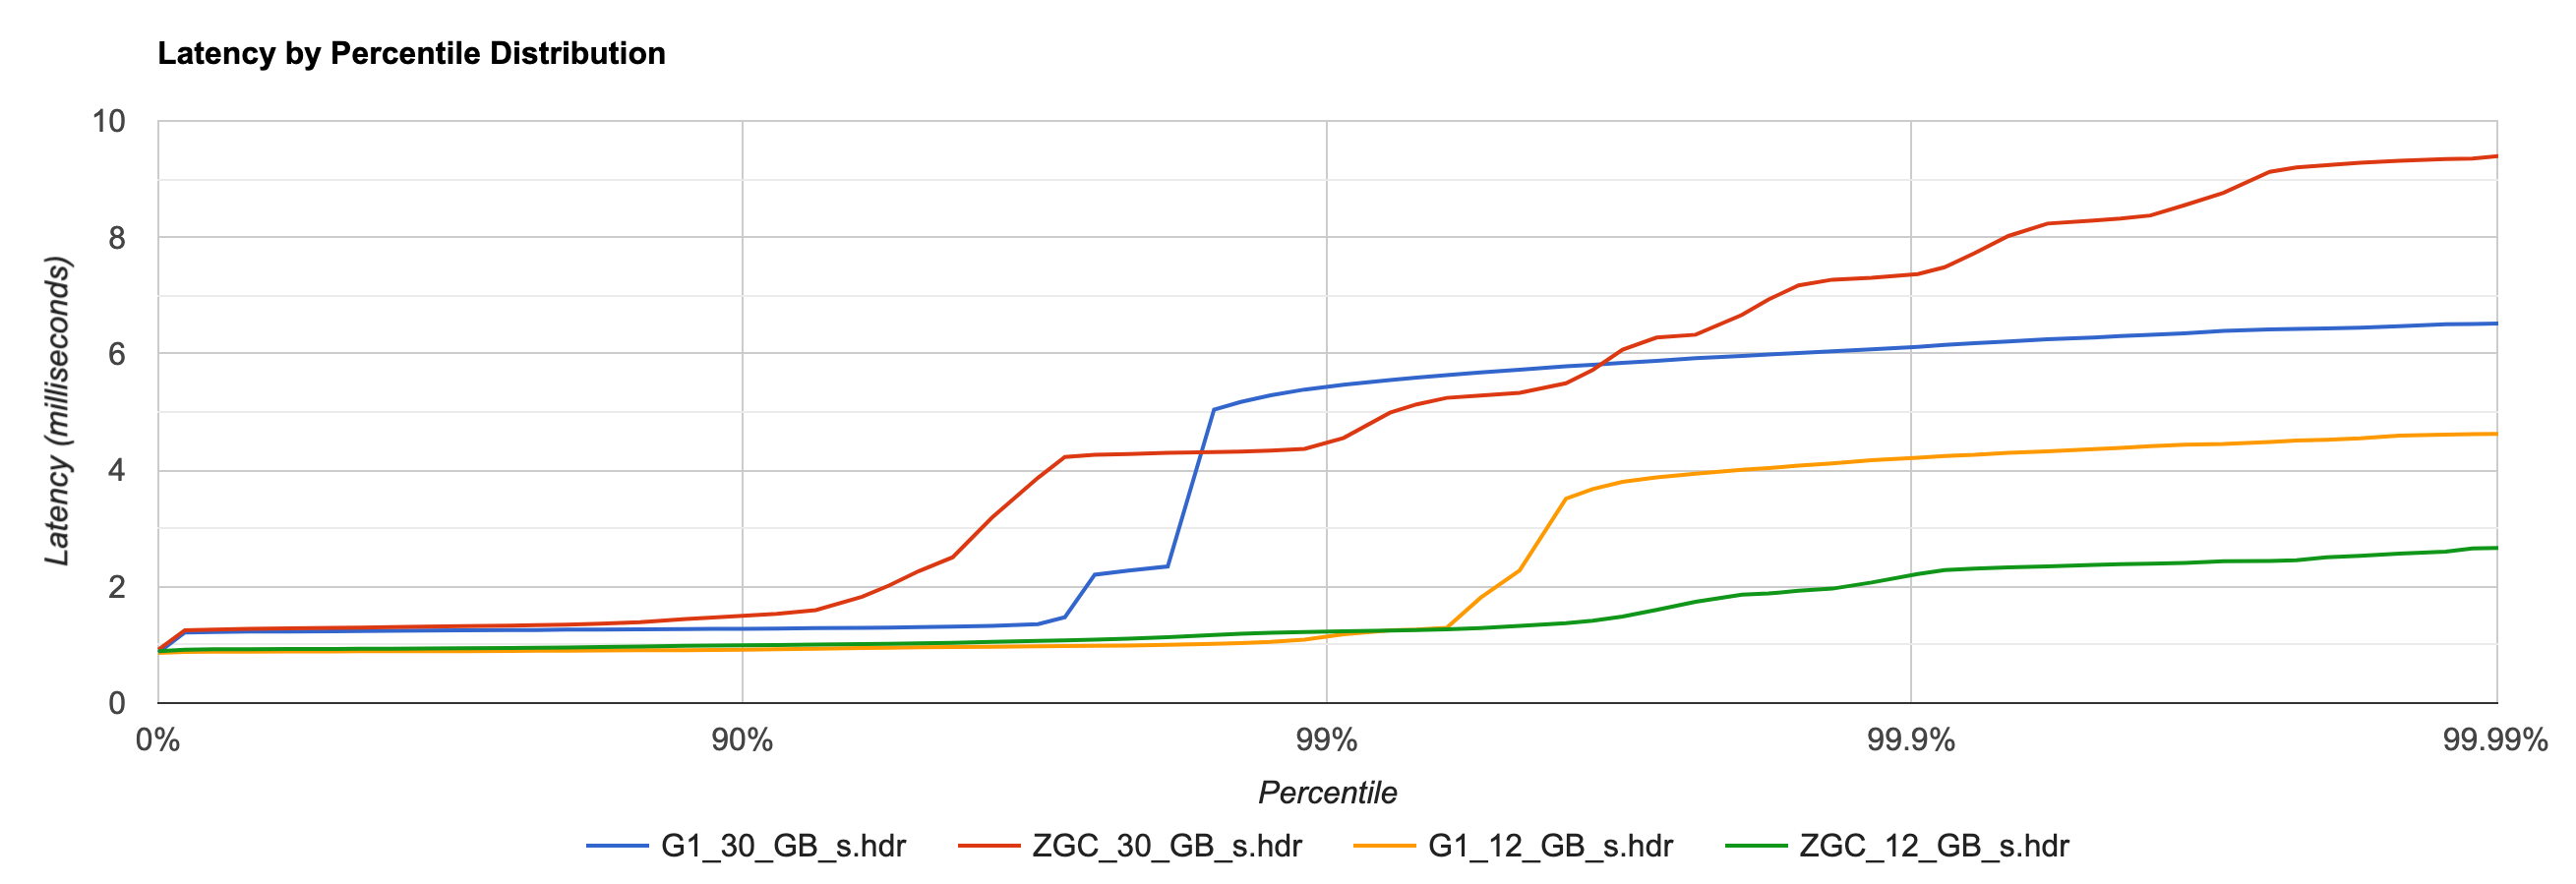 Latency by Percentile Distribution
10
8
6
4
2
0
Latency (milliseconds)
0% 90% 99% 99.9% 99.99%
Percentile
G1_30_GB_s.hdr ZGC_30_GB_s.hdr G1_12_GB_s.hdr ZGC_12_GB_s.hdr